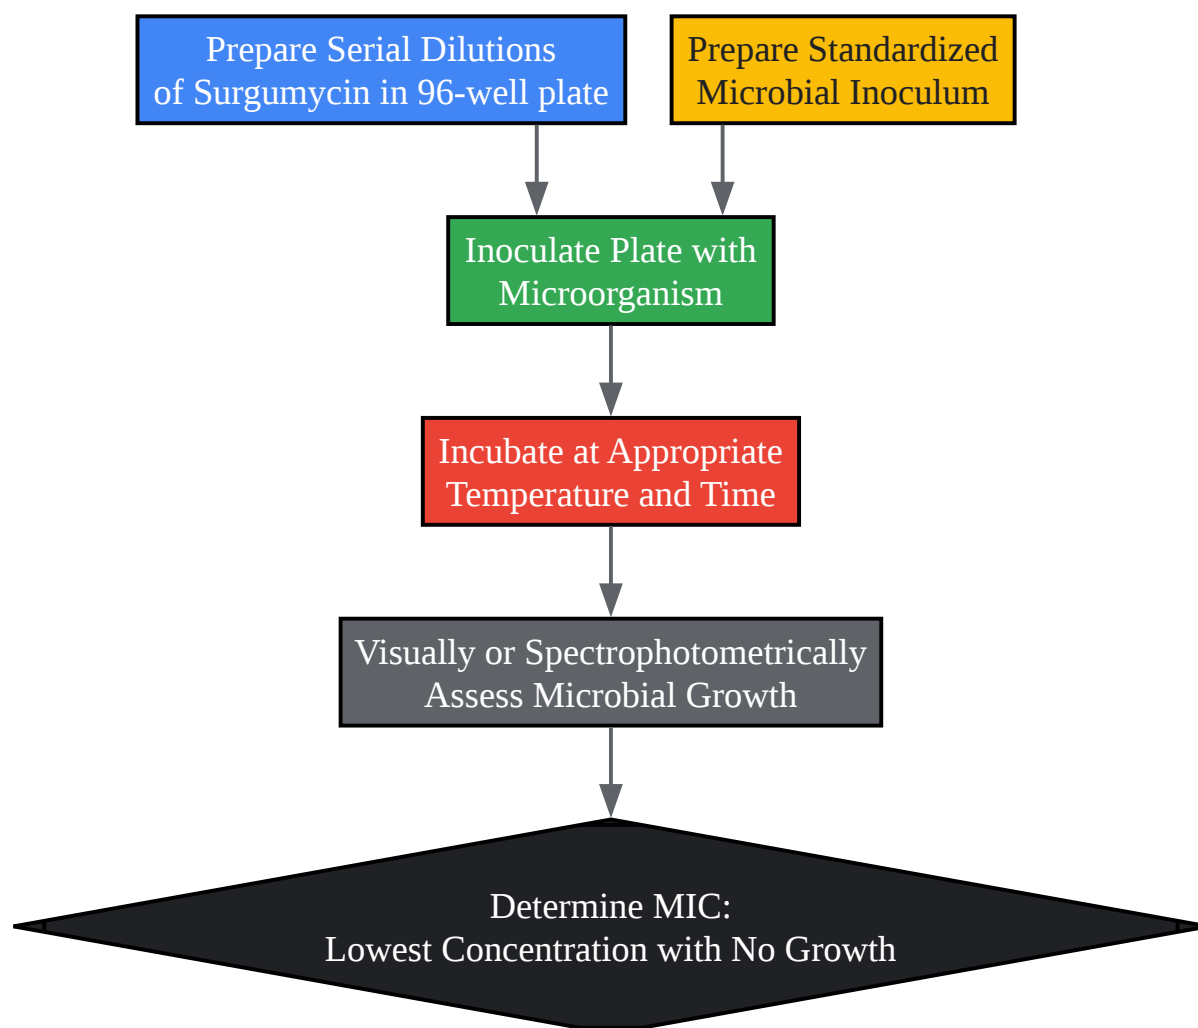 Prepare Serial Dilutions
of Surgumycin in 96-well plate
Prepare Standardized
Microbial Inoculum
Inoculate Plate with
Microorganism
Incubate at Appropriate
Temperature and Time
Visually or Spectrophotometrically
Assess Microbial Growth
Determine MIC:
Lowest Concentration with No Growth